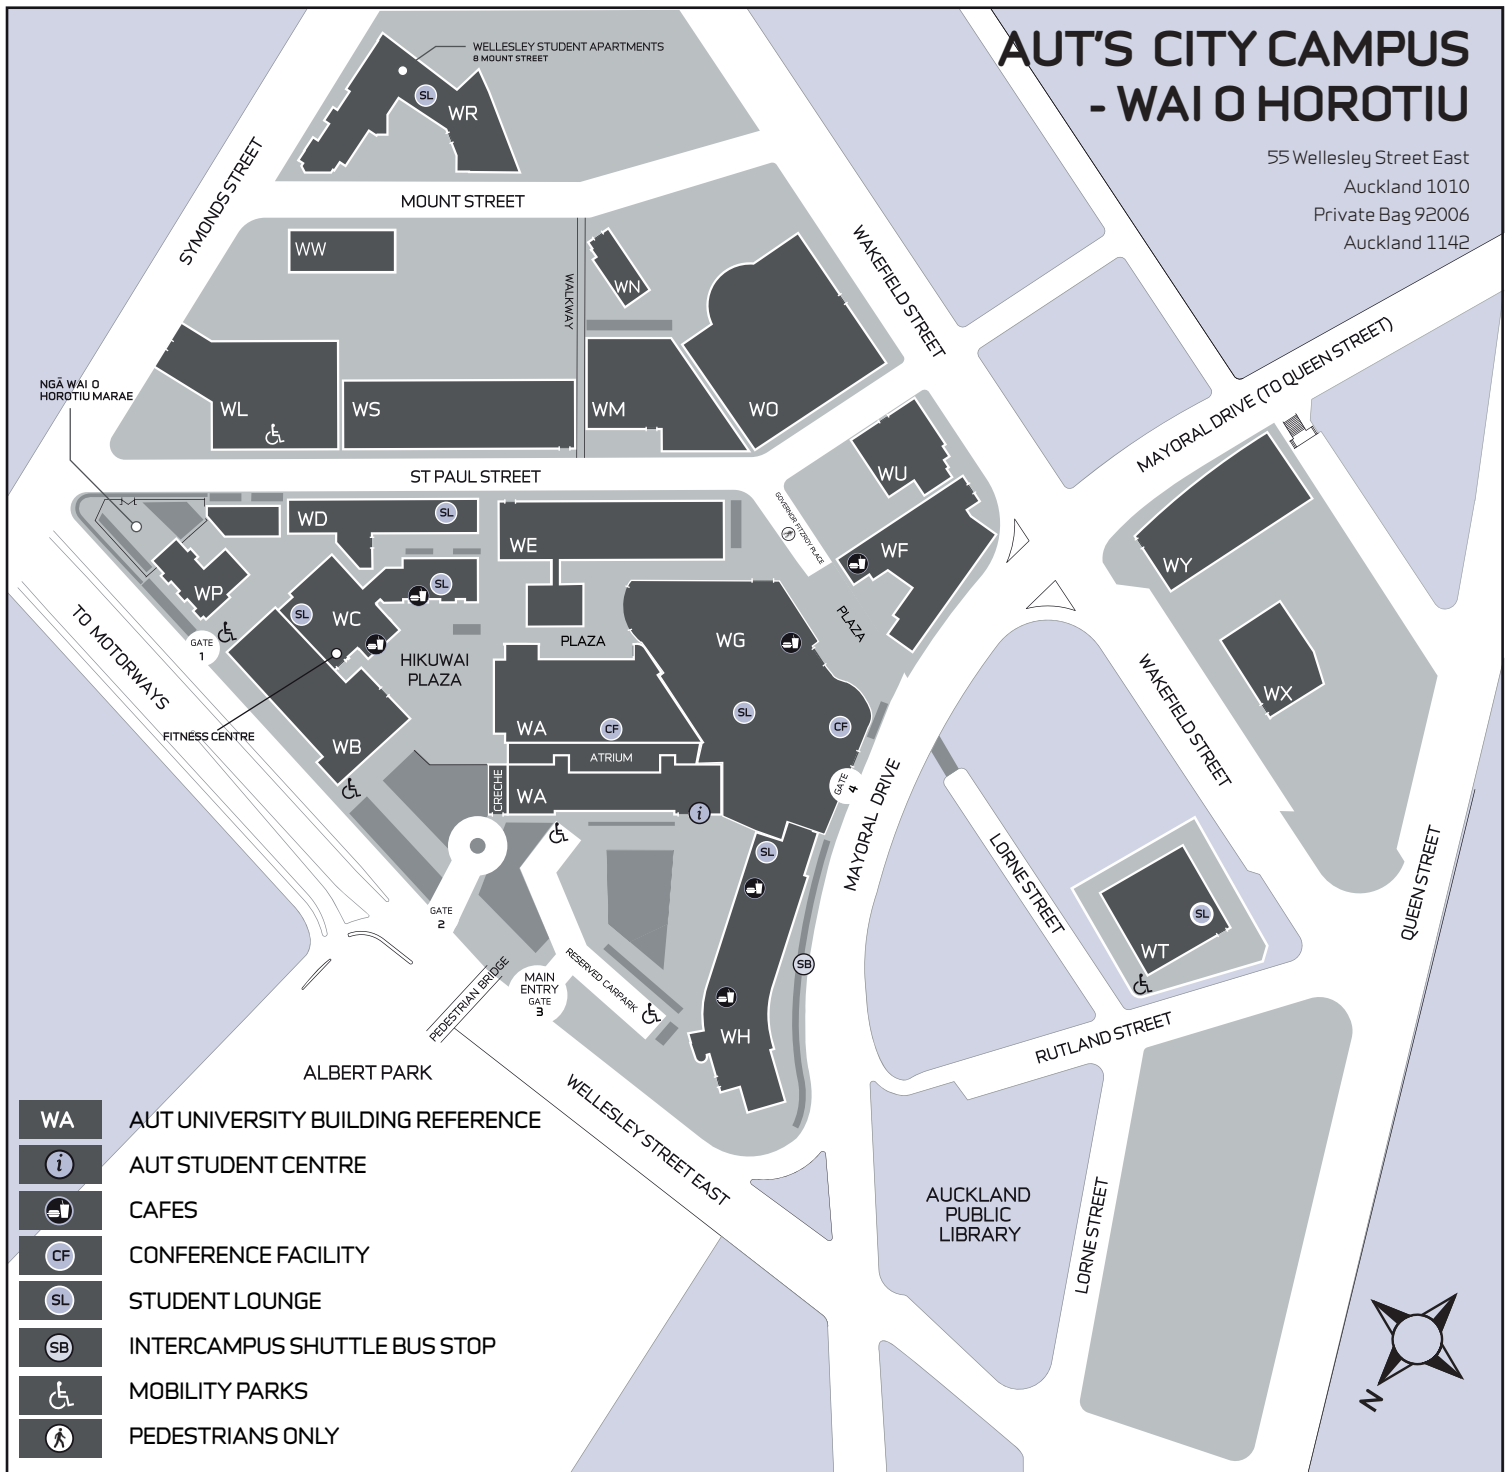 AUT'S CITY CAMPUS
- WAI O HOROTIU
55 Wellesley Street East
Auckland 1010
Private Bag 92006
Auckland 1142
WELLESLEY STUDENT APARTMENTS
8 MOUNT STREET
SL
WR
SYMONDS STREET
MOUNT STREET
WW
WALKWAY
WN
WAKEFIELD STREET
MAYORAL DRIVE (TO QUEEN STREET)
NGĀ WAI O
HOROTIU MARAE
WL
WS
WM
WO
ST PAUL STREET
WU
GOVERNOR FITZROY PLACE
WD
SL
WE
WF
WY
WP
SL
WC
SL
TO MOTORWAYS
GATE
1
PLAZA
WG
PLAZA
HIKUWAI
PLAZA
WX
WAKEFIELD STREET
FITNESS CENTRE
WB
WA
CF
SL
CF
ATRIUM
CRECHE
WA
i
GATE
4
MAYORAL DRIVE
LORNE STREET
QUEEN STREET
SL
GATE
2
SL
WT
SB
PEDESTRIAN BRIDGE
MAIN
ENTRY
GATE
3
RESERVED CARPARK
WH
RUTLAND STREET
ALBERT PARK
WELLESLEY STREET EAST
AUCKLAND
PUBLIC
LIBRARY
LORNE STREET
WA AUT UNIVERSITY BUILDING REFERENCE
i AUT STUDENT CENTRE
CAFES
CF CONFERENCE FACILITY
SL STUDENT LOUNGE
SB INTERCAMPUS SHUTTLE BUS STOP
MOBILITY PARKS
PEDESTRIANS ONLY
N